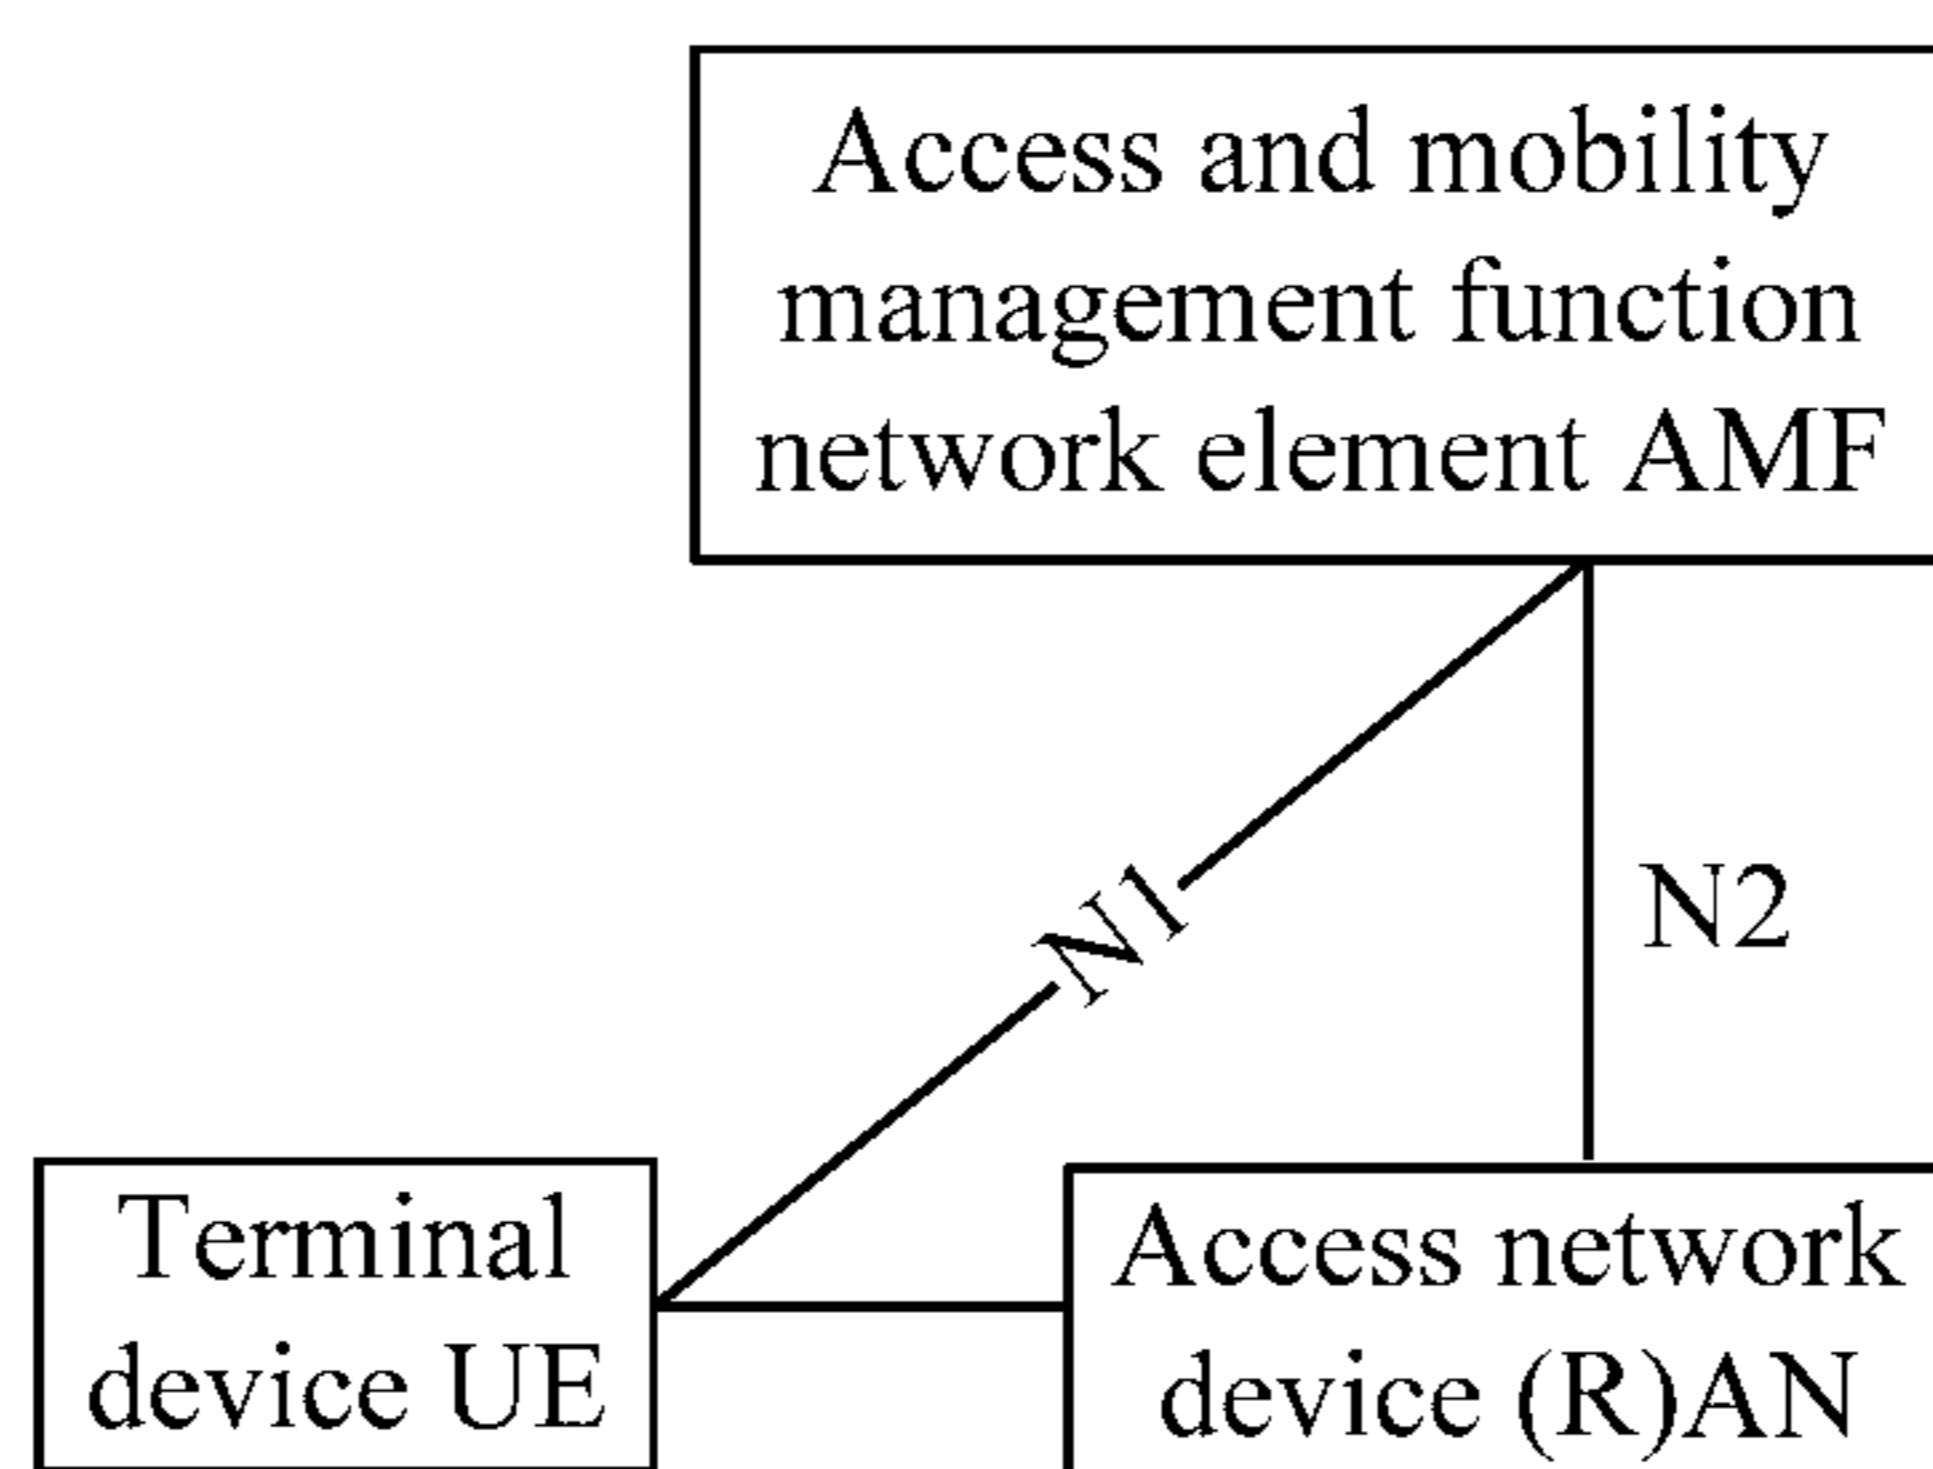 Access and mobility
management function
network element AMF
N1
N2
Terminal
device UE
Access network
device (R)AN